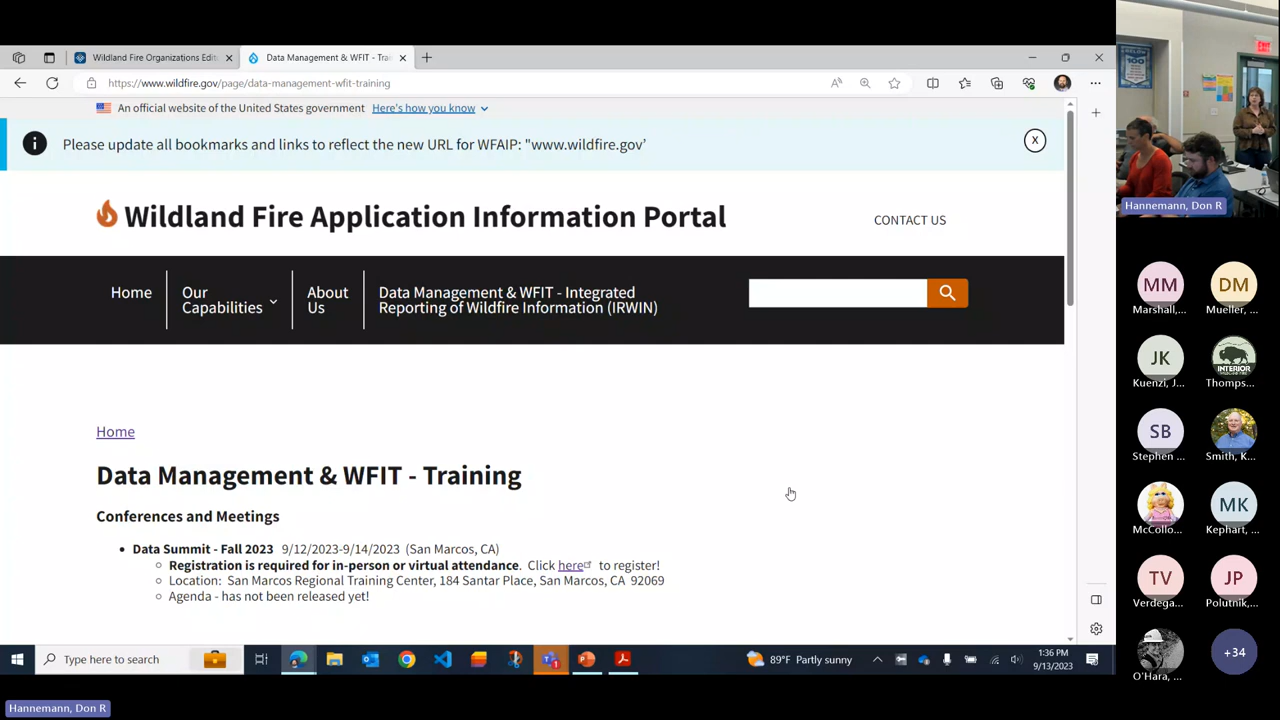 Wildland Fire Organizations Edit
Data Management & WFIT - Trai
https://www.wildfire.gov/page/data-management-wfit-training
An official website of the United States government Here's how you know
Please update all bookmarks and links to reflect the new URL for WFAIP: "www.wildfire.gov'
X
Wildland Fire Application Information Portal
CONTACT US
Home
Our Capabilities
About Us
Data Management & WFIT - Integrated
Reporting of Wildfire Information (IRWIN)
Home
Data Management & WFIT - Training
Conferences and Meetings
Data Summit - Fall 2023 9/12/2023-9/14/2023 (San Marcos, CA)
Registration is required for in-person or virtual attendance. Click here to register!
Location: San Marcos Regional Training Center, 184 Santar Place, San Marcos, CA 92069
Agenda - has not been released yet!
Type here to search
89°F Partly sunny
1:36 PM
9/13/2023
Hannemann, Don R
Hannemann, Don R
MM
DM
Marshall,...
Mueller, ...
JK
INTERIOR
Kuenzi, J...
Thomps...
SB
Stephen ...
Smith, K...
MK
McCollo...
Kephart, ...
TV
JP
Verdega...
Polutnik,...
+34
O'Hara, ...